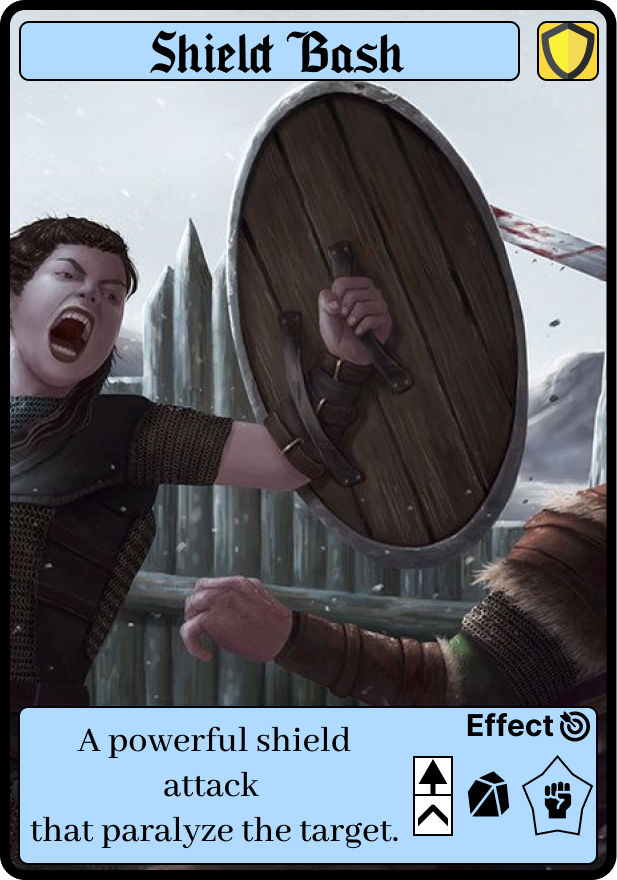 Shield Bash
Effect
A powerful shield
attack
that paralyze the target.